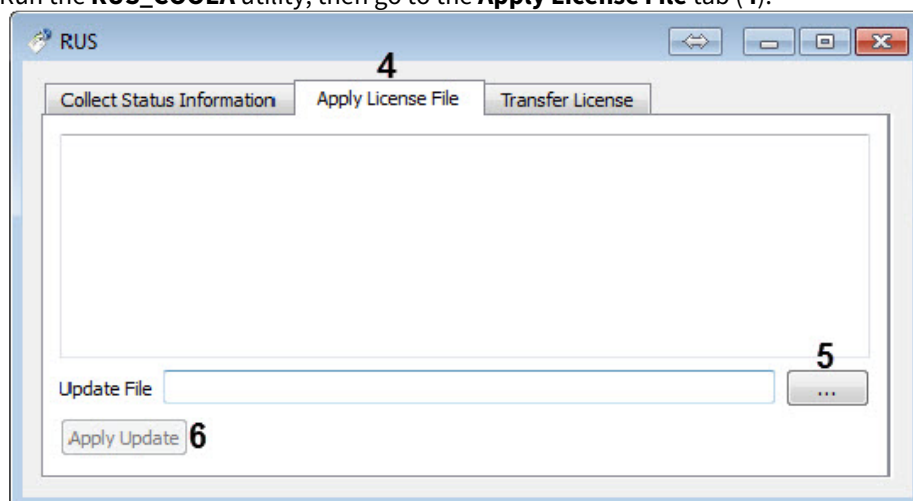 Run the RUS_COOEA utility, then go to the Apply License File tab (4).
RUS
4
Collect Status Information
Apply License File
Transfer License
5
Update File
...
Apply Update 6